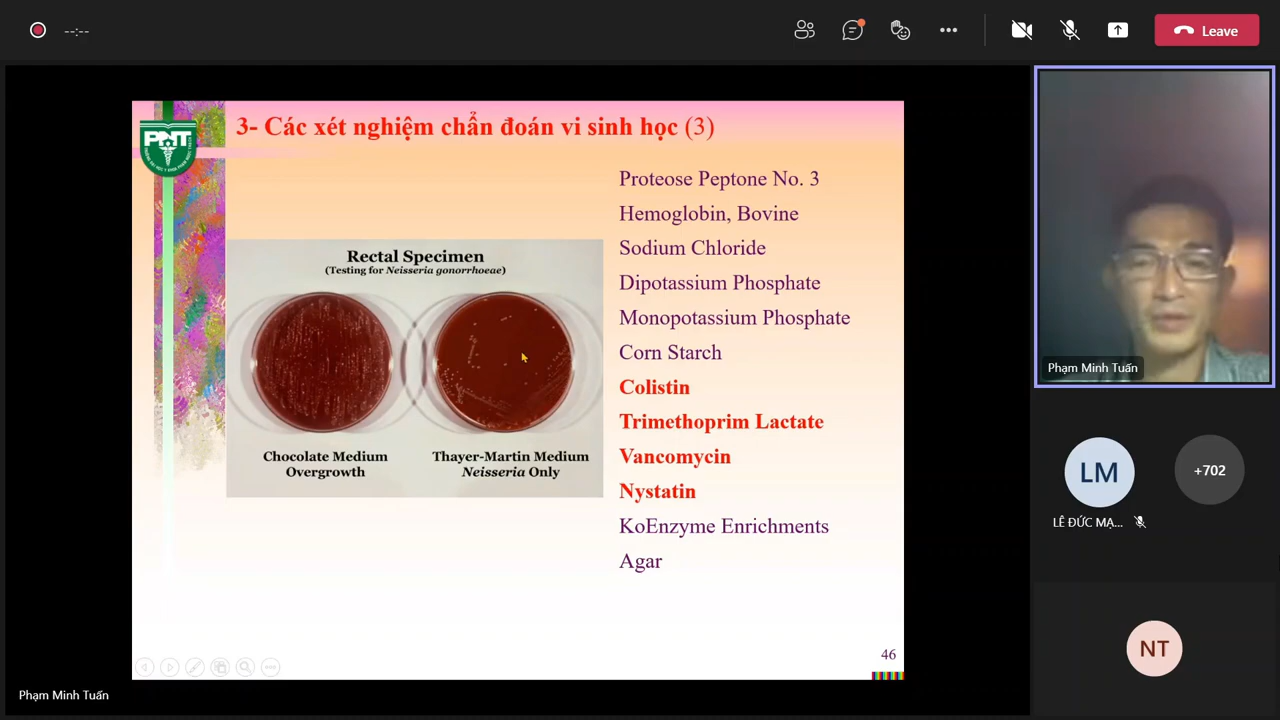 --:--
Leave
3- Các xét nghiệm chẩn đoán vi sinh học (3)
PNT
Rectal Specimen
(Testing for Neisseria gonorrhoeae)
Chocolate Medium
Overgrowth
Thayer-Martin Medium
Neisseria Only
Proteose Peptone No. 3
Hemoglobin, Bovine
Sodium Chloride
Dipotassium Phosphate
Monopotassium Phosphate
Corn Starch
Colistin
Trimethoprim Lactate
Vancomycin
Nystatin
KoEnzyme Enrichments
Agar
46
Phạm Minh Tuấn
Phạm Minh Tuấn
LM
+702
LÊ ĐỨC MẠ...
NT